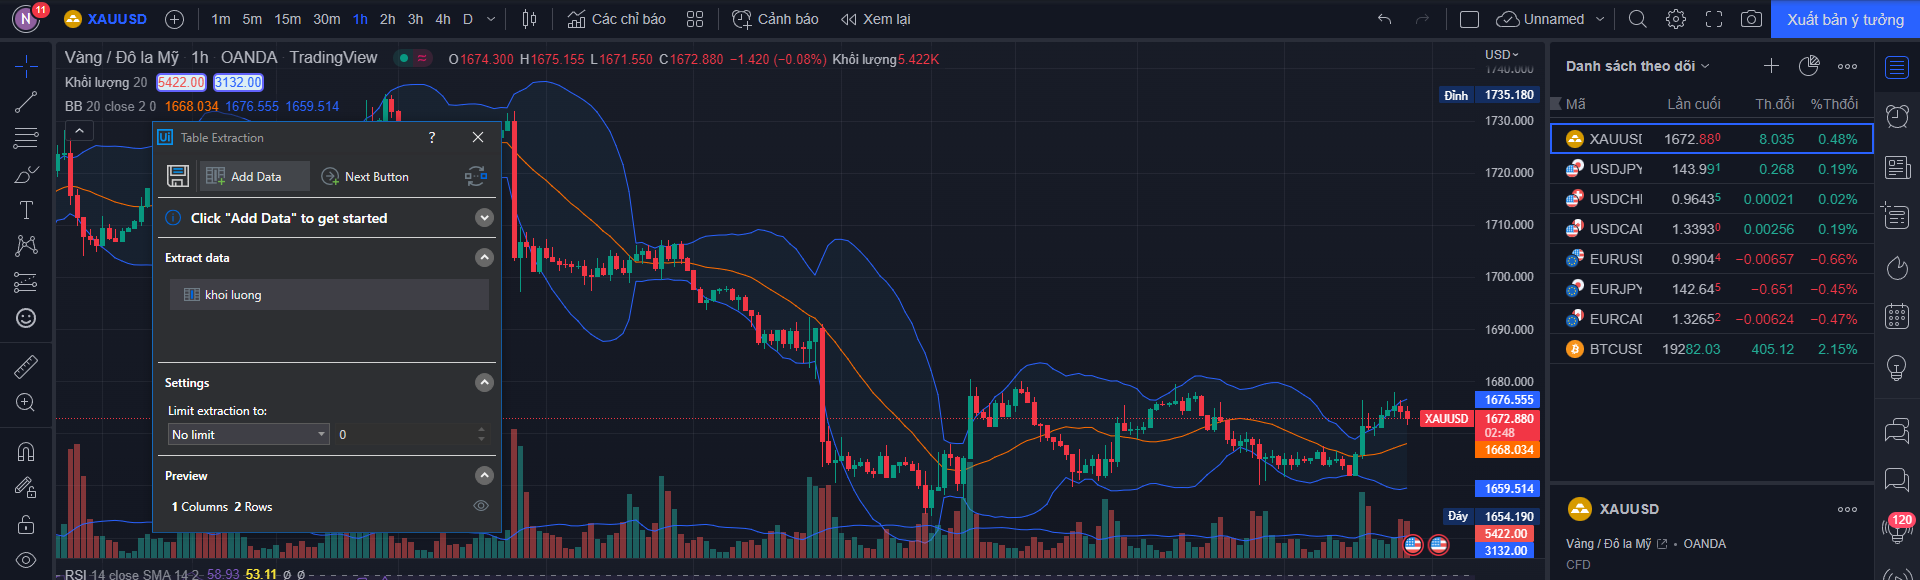 N 11 XAUUSD 1m 5m 15m 30m 1h 2h 3h 4h D Các chỉ báo Cảnh báo Xem lại Unnamed Xuất bản ý tưởng
Vàng / Đô la Mỹ 1h OANDA TradingView O1674.300 H1675.155 L1671.550 C1672.880 −1.420 (−0.08%) Khối lượng5.422K
Khối lượng 20 5422.00 3132.00
BB 20 close 2 0 1668.034 1676.555 1659.514
Ui Table Extraction ? ✕
Add Data Next Button
Click "Add Data" to get started
Extract data
khoi luong
Settings
Limit extraction to:
No limit 0
Preview
1 Columns 2 Rows
RSI 14 close SMA 14 2 58.93 53.11 ∅ ∅
USD
1740.000
Đỉnh 1735.180
1730.000
1720.000
1710.000
1700.000
1690.000
1680.000
1676.555
XAUUSD 1672.880
02:48
1668.034
1659.514
Đáy 1654.190
5422.00
3132.00
Danh sách theo dõi
Mã Lần cuối Th.đổi %Thđổi
XAUUSD 1672.880 8.035 0.48%
USDJPY 143.991 0.268 0.19%
USDCHI 0.96435 0.00021 0.02%
USDCAI 1.33930 0.00256 0.19%
EURUSI 0.99044 −0.00657 −0.66%
EURJPY 142.645 −0.651 −0.45%
EURCAI 1.32652 −0.00624 −0.47%
BTCUSD 19282.03 405.12 2.15%
XAUUSD
Vàng / Đô la Mỹ • OANDA
CFD
120